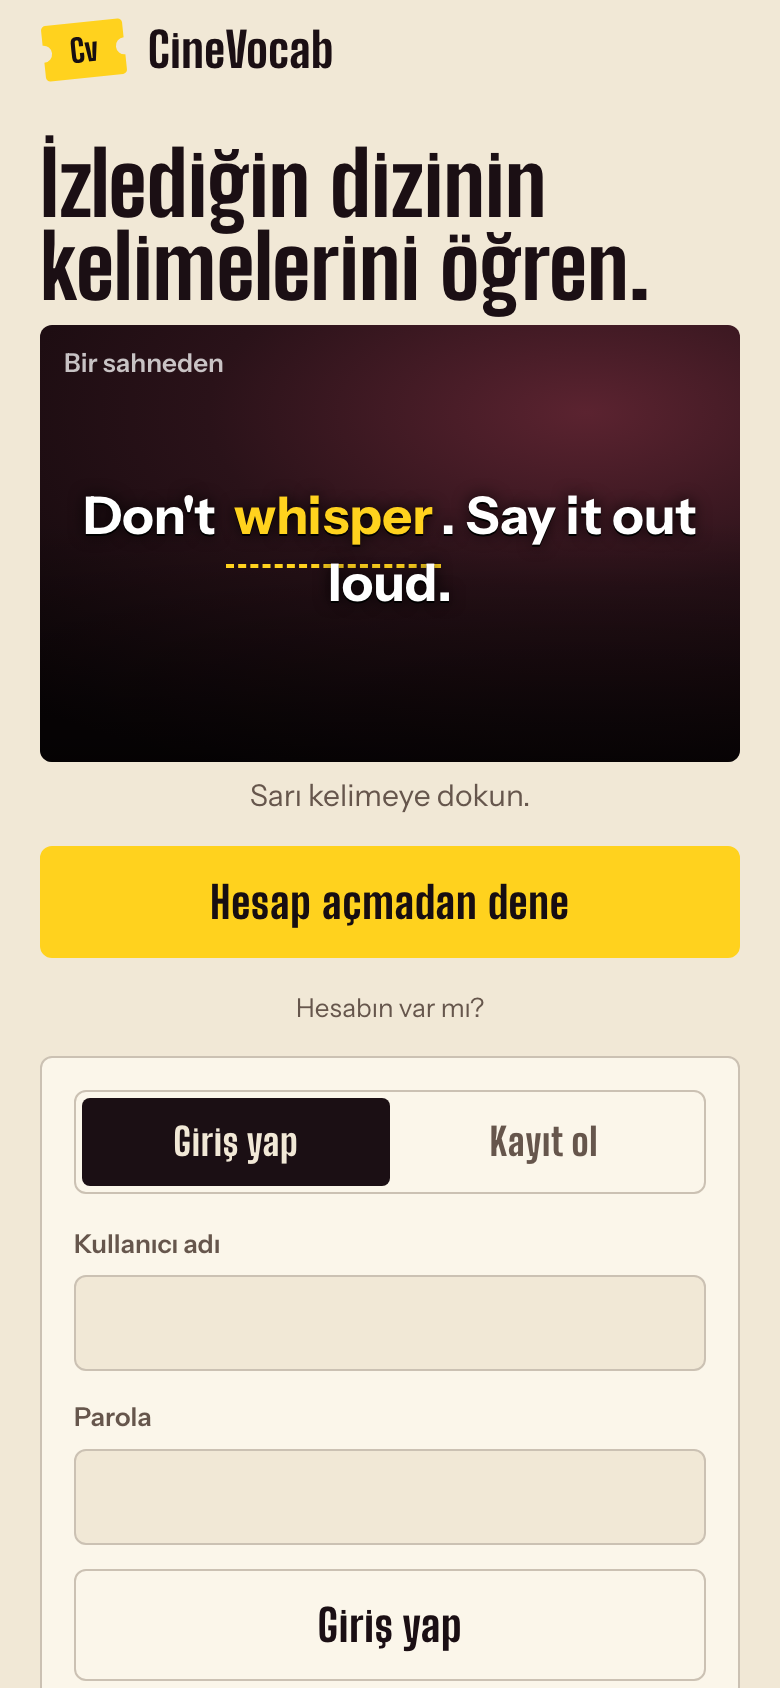 Cv CineVocab
İzlediğin dizinin
kelimelerini öğren.
Bir sahneden
Don't whisper. Say it out
loud.
Sarı kelimeye dokun.
Hesap açmadan dene
Hesabın var mı?
Giriş yap Kayıt ol
Kullanıcı adı
Parola
Giriş yap